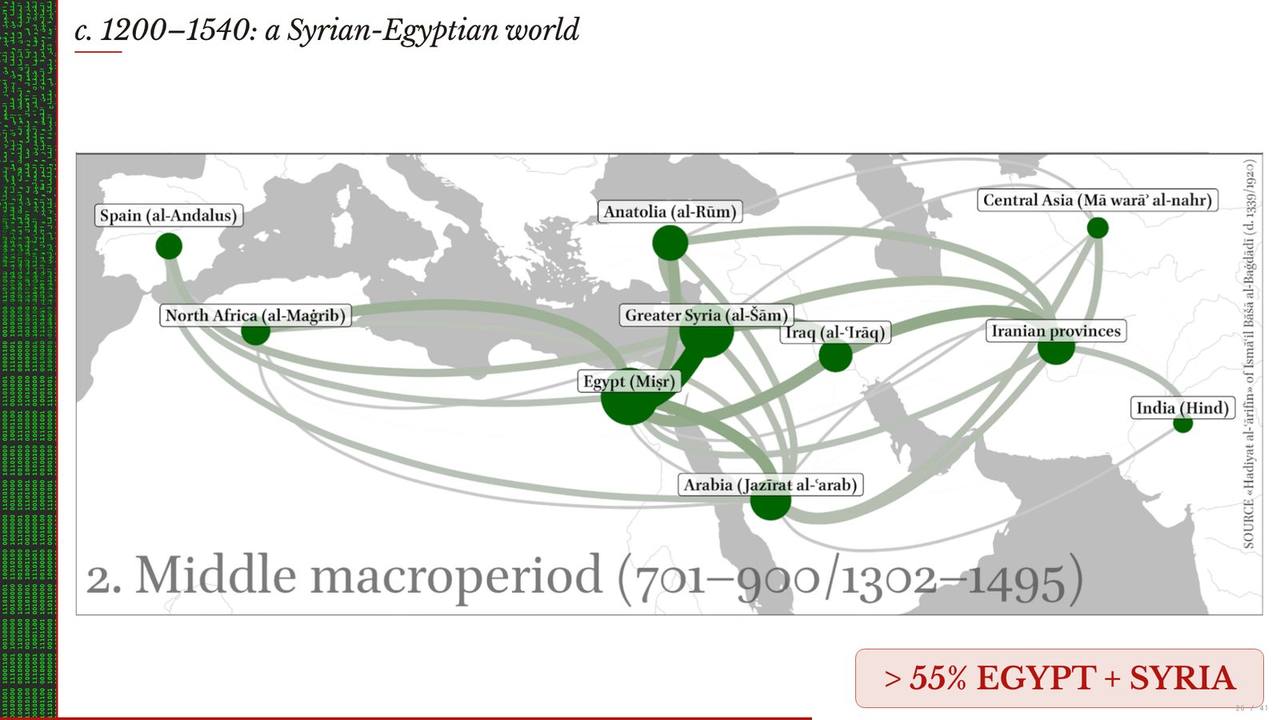 c. 1200–1540: a Syrian-Egyptian world
Spain (al-Andalus)
Anatolia (al-Rūm)
Central Asia (Mā warāʾ al-nahr)
North Africa (al-Maġrib)
Greater Syria (al-Šām)
Iraq (al-ʿIrāq)
Iranian provinces
Egypt (Miṣr)
India (Hind)
Arabia (Jazīrat al-ʿarab)
SOURCE «Hadiyat al-ʿārifīn» of Ismāʿīl Bāšā al-Baġdādī (d. 1339/1920)
2. Middle macroperiod (701–900/1302–1495)
> 55% EGYPT + SYRIA